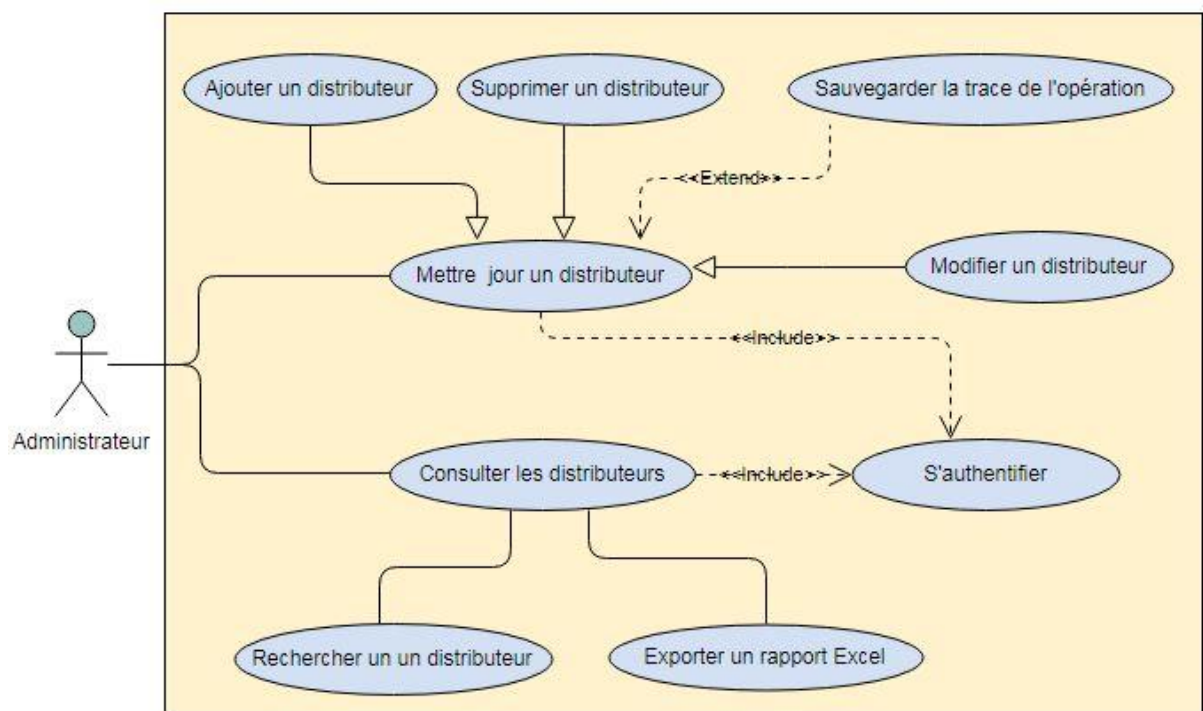 Ajouter un distributeur
Supprimer un distributeur
Sauvegarder la trace de l'opération
<<Extend>>
Mettre  jour un distributeur
Modifier un distributeur
<<Include>>
Administrateur
Consulter les distributeurs
<<Include>>
S'authentifier
Rechercher un un distributeur
Exporter un rapport Excel